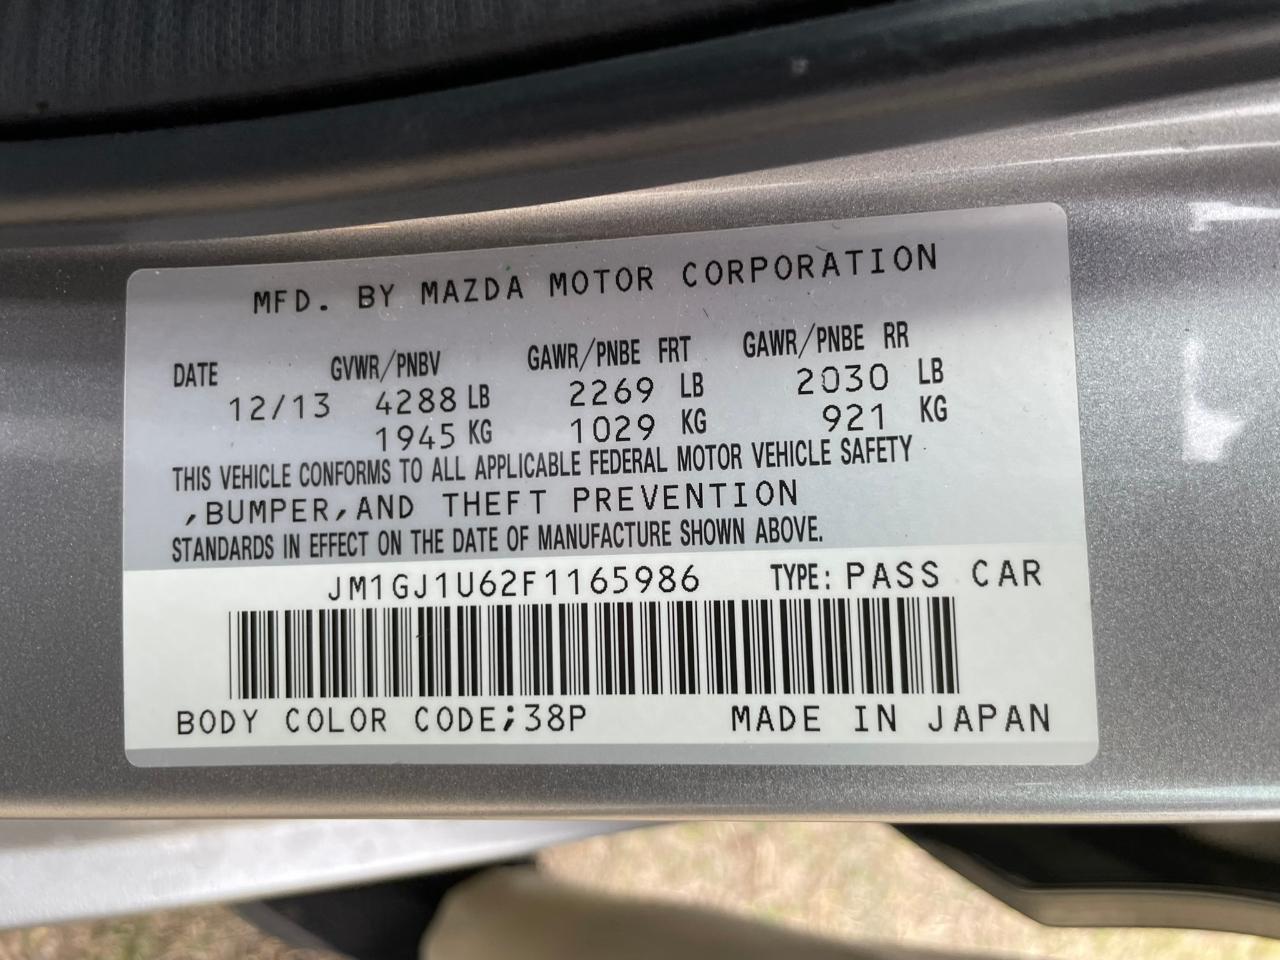 MFD. BY MAZDA MOTOR CORPORATION
DATE GVWR/PNBV GAWR/PNBE FRT GAWR/PNBE RR
12/13 4288 LB 2269 LB 2030 LB
1945 KG 1029 KG 921 KG
THIS VEHICLE CONFORMS TO ALL APPLICABLE FEDERAL MOTOR VEHICLE SAFETY
,BUMPER,AND THEFT PREVENTION
STANDARDS IN EFFECT ON THE DATE OF MANUFACTURE SHOWN ABOVE.
JM1GJ1U62F1165986 TYPE: PASS CAR
BODY COLOR CODE;38P MADE IN JAPAN